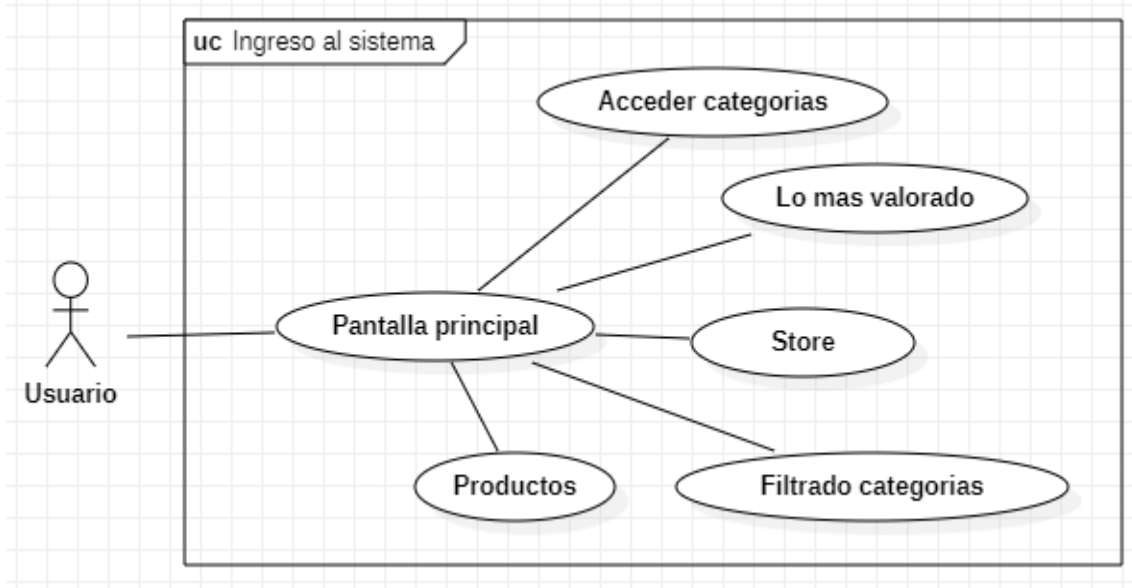 uc Ingreso al sistema
Acceder categorias
Lo mas valorado
Pantalla principal
Store
Usuario
Productos
Filtrado categorias